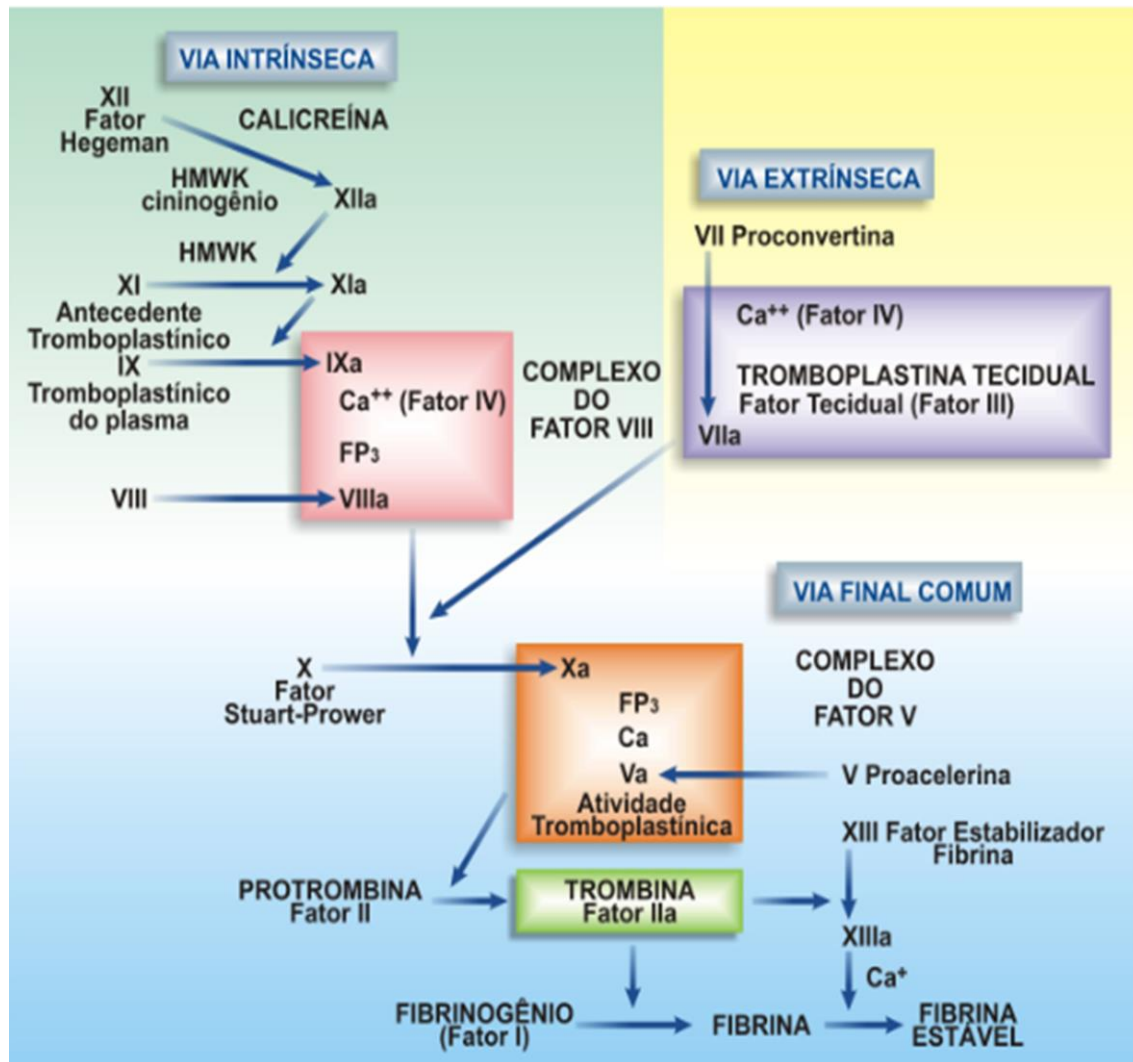 VIA INTRÍNSECA
XII
Fator
Hegeman
CALICREÍNA
HMWK
cininogênio
XIIa
HMWK
XI
XIa
Antecedente
Tromboplastínico
IX
Tromboplastínico
do plasma
IXa
Ca⁺⁺ (Fator IV)
FP₃
VIII
VIIIa
COMPLEXO
DO
FATOR VIII
VIA EXTRÍNSECA
VII Proconvertina
Ca⁺⁺ (Fator IV)
TROMBOPLASTINA TECIDUAL
Fator Tecidual (Fator III)
VIIa
VIA FINAL COMUM
X
Fator
Stuart-Prower
Xa
FP₃
Ca
Va
Atividade
Tromboplastínica
COMPLEXO
DO
FATOR V
V Proacelerina
XIII Fator Estabilizador
Fibrina
PROTROMBINA
Fator II
TROMBINA
Fator IIa
XIIIa
Ca⁺
FIBRINOGÊNIO
(Fator I)
FIBRINA
FIBRINA
ESTÁVEL